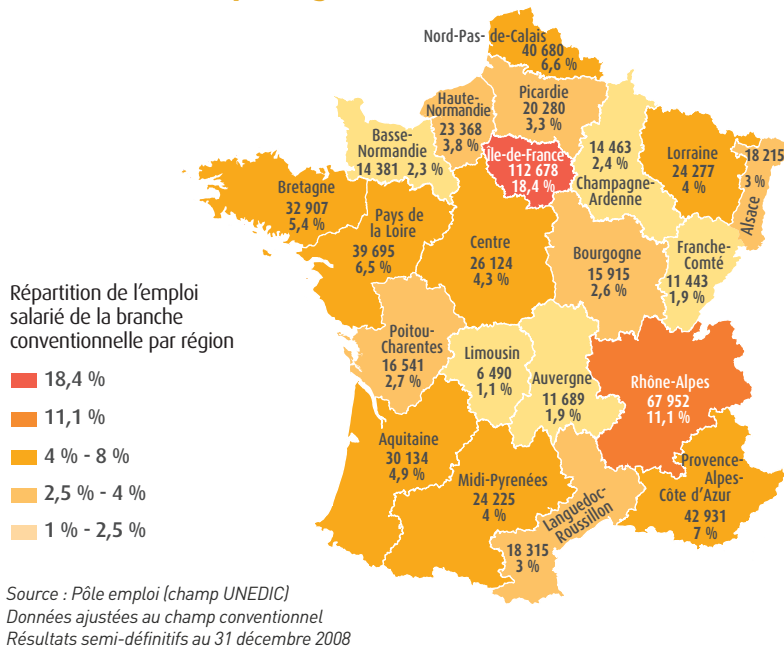 Nord-Pas- de-Calais
40 680
6,6 %
Picardie
20 280
3,3 %
Haute-
Normandie
23 368
3,8 %
Basse-
Normandie
14 381 2,3 %
Île-de-France
112 678
18,4 %
14 463
2,4 %
Champagne-
Ardenne
Lorraine
24 277
4 %
18 215
3 %
Alsace
Bretagne
32 907
5,4 %
Pays de
la Loire
39 695
6,5 %
Centre
26 124
4,3 %
Bourgogne
15 915
2,6 %
Franche-
Comté
11 443
1,9 %
Répartition de l'emploi
salarié de la branche
conventionnelle par région
18,4 %
11,1 %
4 % - 8 %
2,5 % - 4 %
1 % - 2,5 %
Poitou-
Charentes
16 541
2,7 %
Limousin
6 490
1,1 %
Auvergne
11 689
1,9 %
Rhône-Alpes
67 952
11,1 %
Aquitaine
30 134
4,9 %
Midi-Pyrénées
24 225
4 %
Languedoc-
Roussillon
18 315
3 %
Provence-
Alpes-
Côte d'Azur
42 931
7 %
Source : Pôle emploi (champ UNEDIC)
Données ajustées au champ conventionnel
Résultats semi-définitifs au 31 décembre 2008